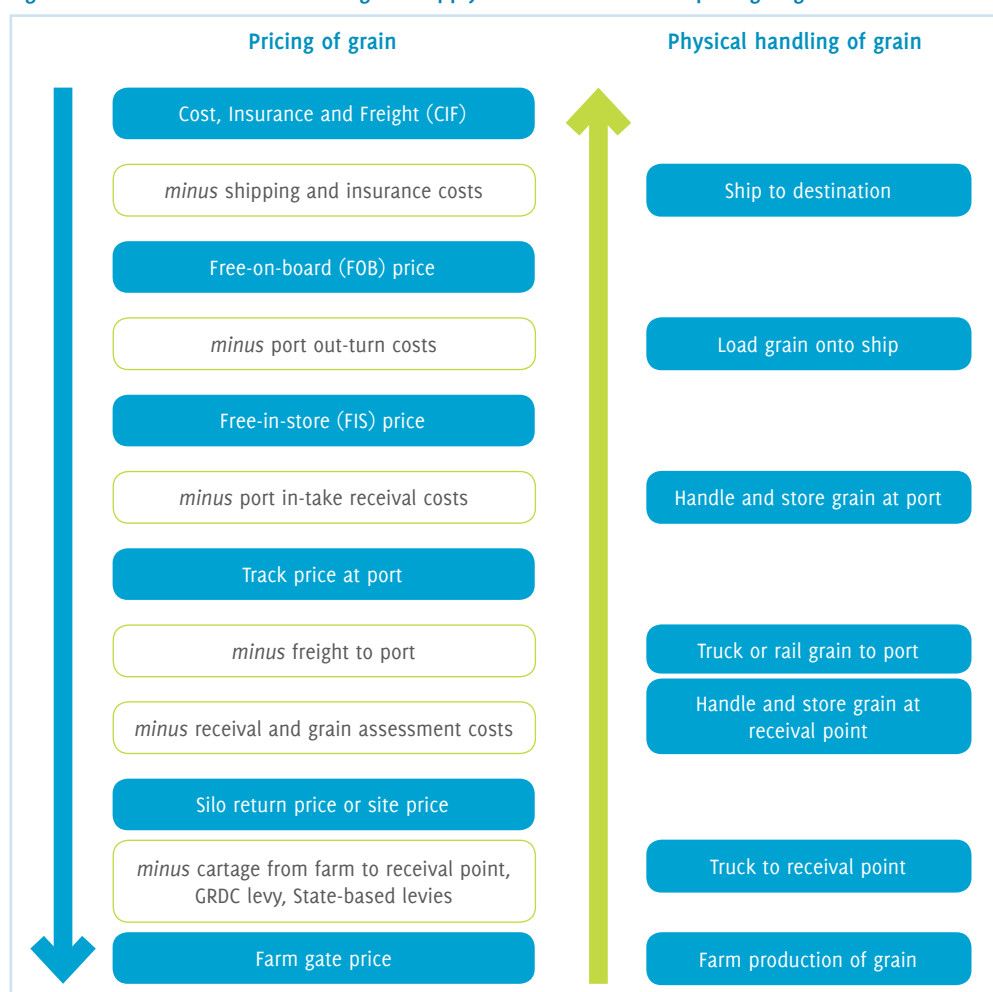 Pricing of grain
Physical handling of grain
Cost, Insurance and Freight (CIF)
minus shipping and insurance costs
Ship to destination
Free-on-board (FOB) price
minus port out-turn costs
Load grain onto ship
Free-in-store (FIS) price
minus port in-take receival costs
Handle and store grain at port
Track price at port
minus freight to port
Truck or rail grain to port
minus receival and grain assessment costs
Handle and store grain at
receival point
Silo return price or site price
minus cartage from farm to receival point,
GRDC levy, State-based levies
Truck to receival point
Farm gate price
Farm production of grain